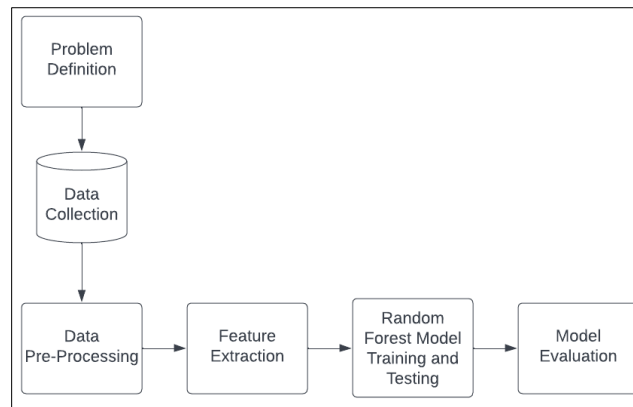 Problem
Definition
Data
Collection
Data
Pre-Processing
Feature
Extraction
Random
Forest Model
Training and
Testing
Model
Evaluation